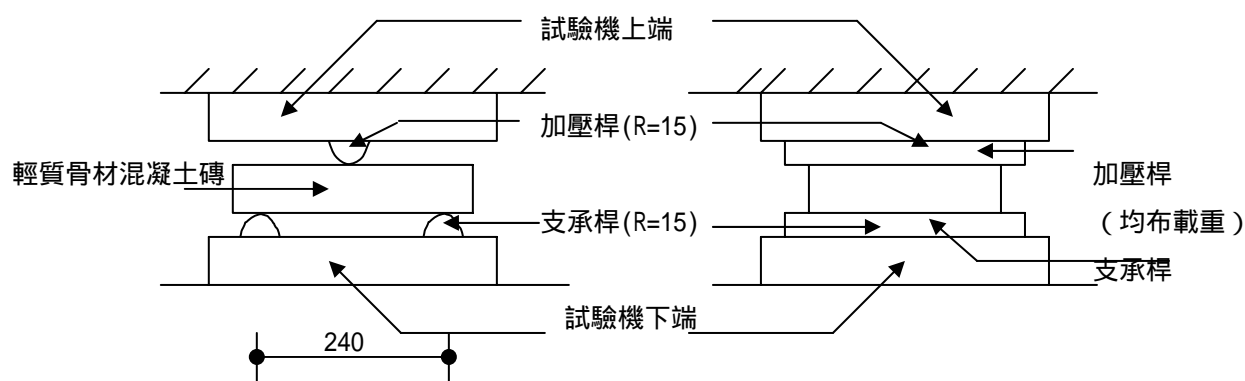 試驗機上端
加壓桿(R=15)
輕質骨材混凝土磚
加壓桿
(均布載重)
支承桿(R=15)
支承桿
試驗機下端
240